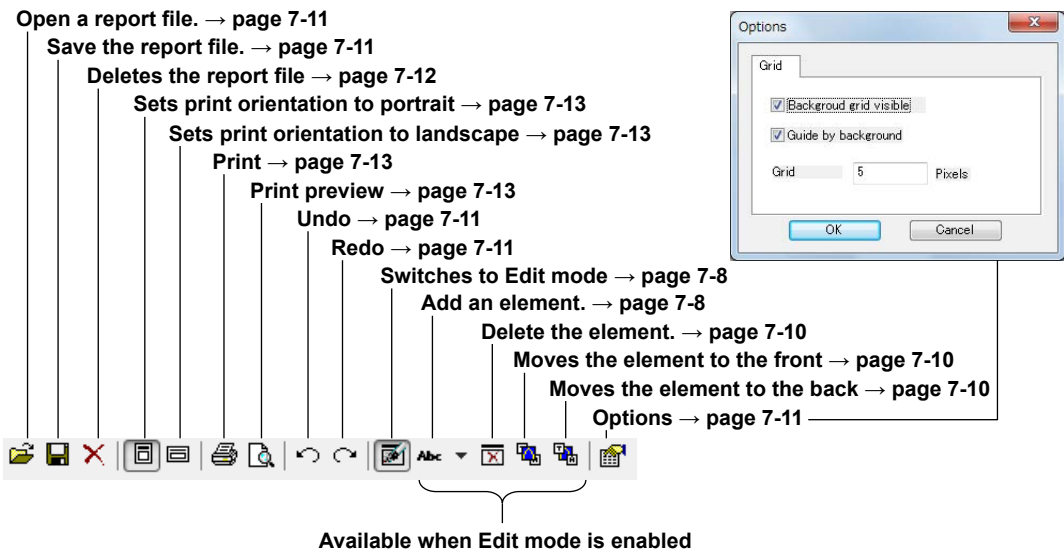 Open a report file. → page 7-11
Save the report file. → page 7-11
Deletes the report file → page 7-12
Sets print orientation to portrait → page 7-13
Sets print orientation to landscape → page 7-13
Print → page 7-13
Print preview → page 7-13
Undo → page 7-11
Redo → page 7-11
Switches to Edit mode → page 7-8
Add an element. → page 7-8
Delete the element. → page 7-10
Moves the element to the front → page 7-10
Moves the element to the back → page 7-10
Options → page 7-11
Options
Grid
Backgroud grid visible
Guide by background
Grid 5 Pixels
OK Cancel
Abc
Available when Edit mode is enabled